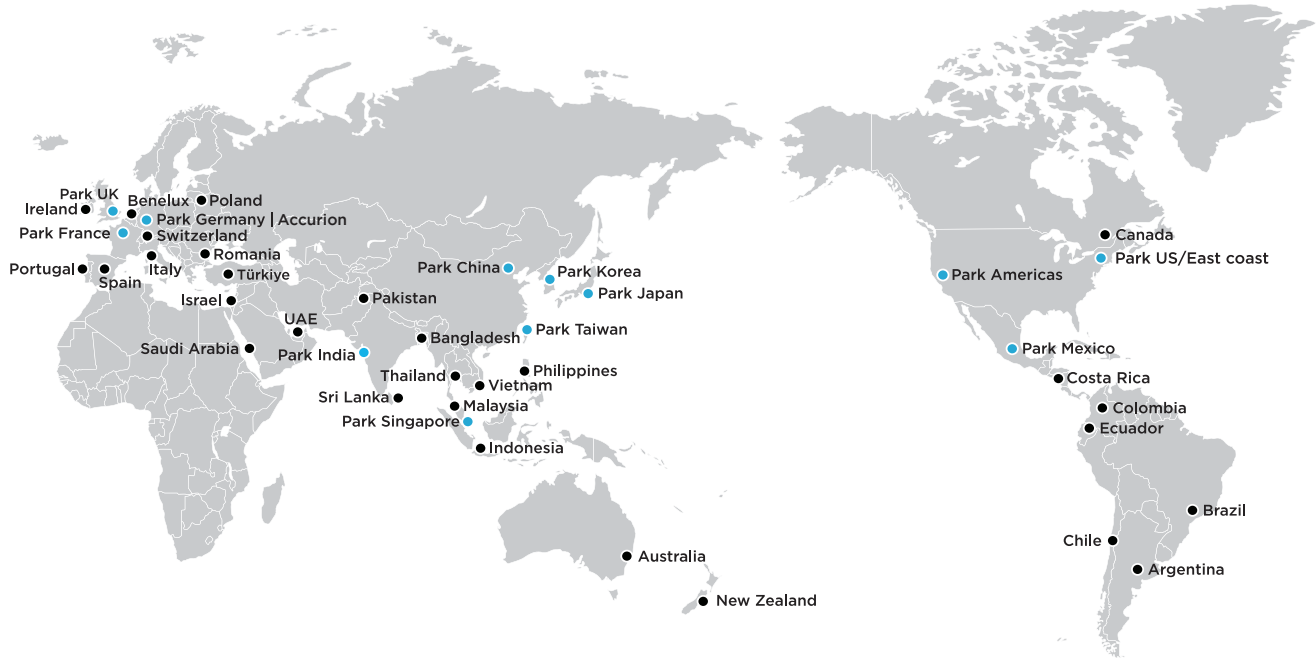 Park UK
Ireland
Benelux
Poland
Park Germany | Accurion
Park France
Switzerland
Romania
Portugal
Spain
Italy
Türkiye
Israel
UAE
Saudi Arabia
Pakistan
Park India
Park China
Park Korea
Park Japan
Park Taiwan
Bangladesh
Thailand
Philippines
Vietnam
Sri Lanka
Malaysia
Park Singapore
Indonesia
Australia
New Zealand
Canada
Park US/East coast
Park Americas
Park Mexico
Costa Rica
Colombia
Ecuador
Brazil
Chile
Argentina